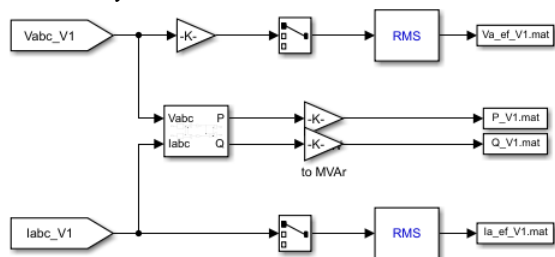 Vabc_V1
-K-
RMS
Va_ef_V1.mat
Vabc P
Iabc Q
-K-
P_V1.mat
-K-
Q_V1.mat
to MVAr
Iabc_V1
RMS
Ia_ef_V1.mat